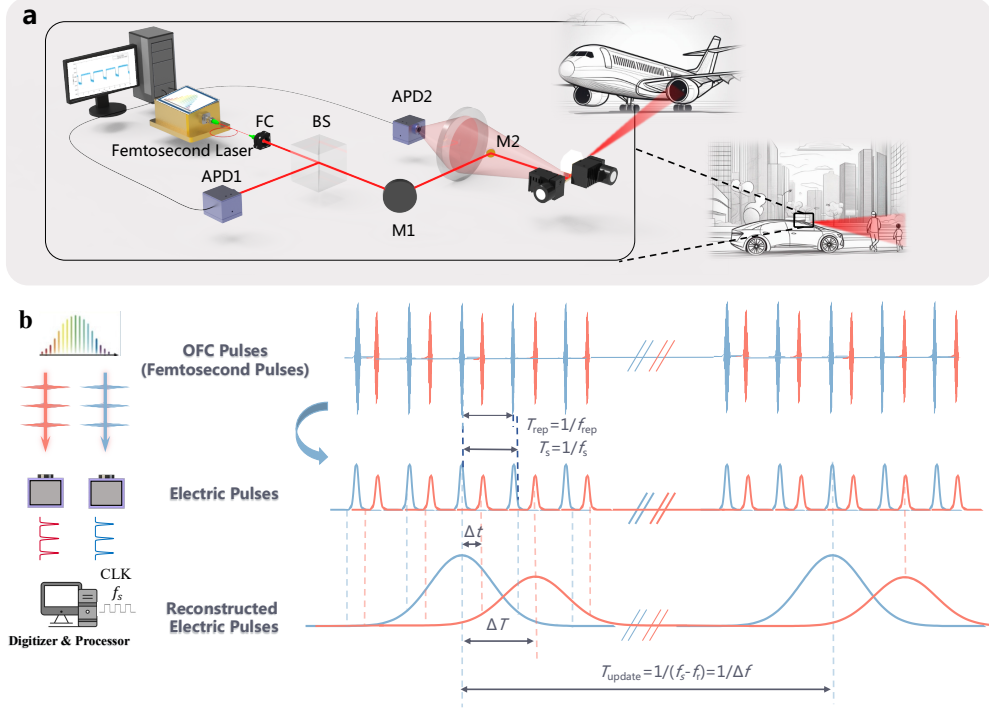 a
APD2
FC
BS
M2
Femtosecond Laser
APD1
M1
b
OFC Pulses
(Femtosecond Pulses)
T_rep=1/f_rep
T_s=1/f_s
Electric Pulses
Δt
CLK
f_s
Reconstructed
Electric Pulses
Digitizer & Processor
ΔT
T_update=1/(f_s-f_r)=1/Δf